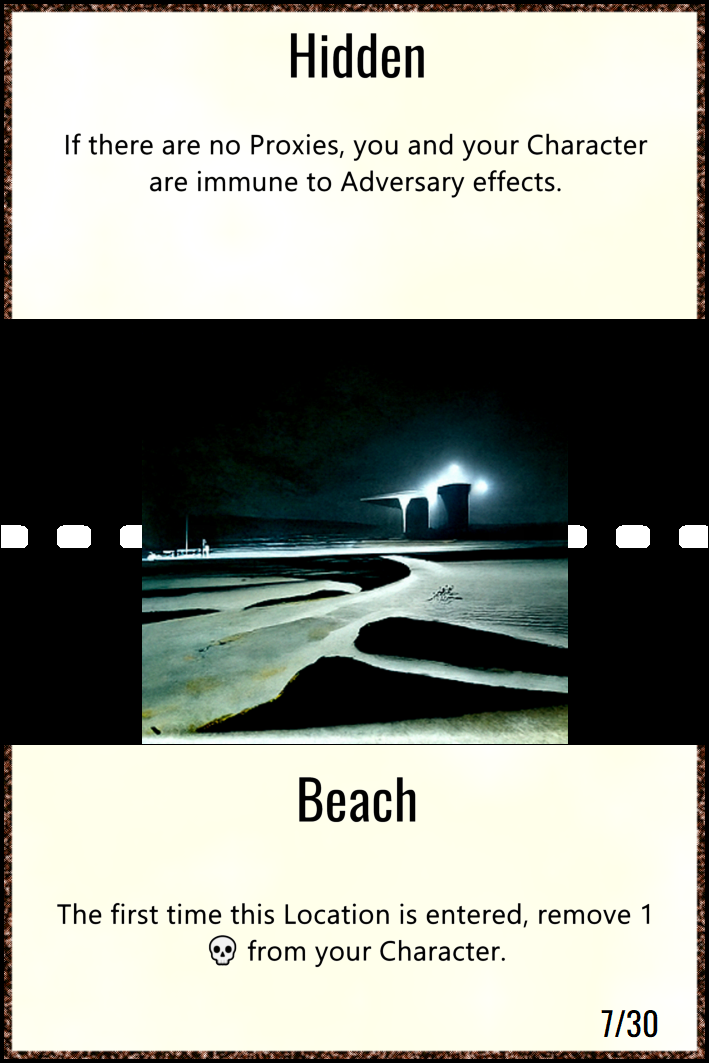 Hidden
If there are no Proxies, you and your Character
are immune to Adversary effects.
Beach
The first time this Location is entered, remove 1
💀 from your Character.
7/30